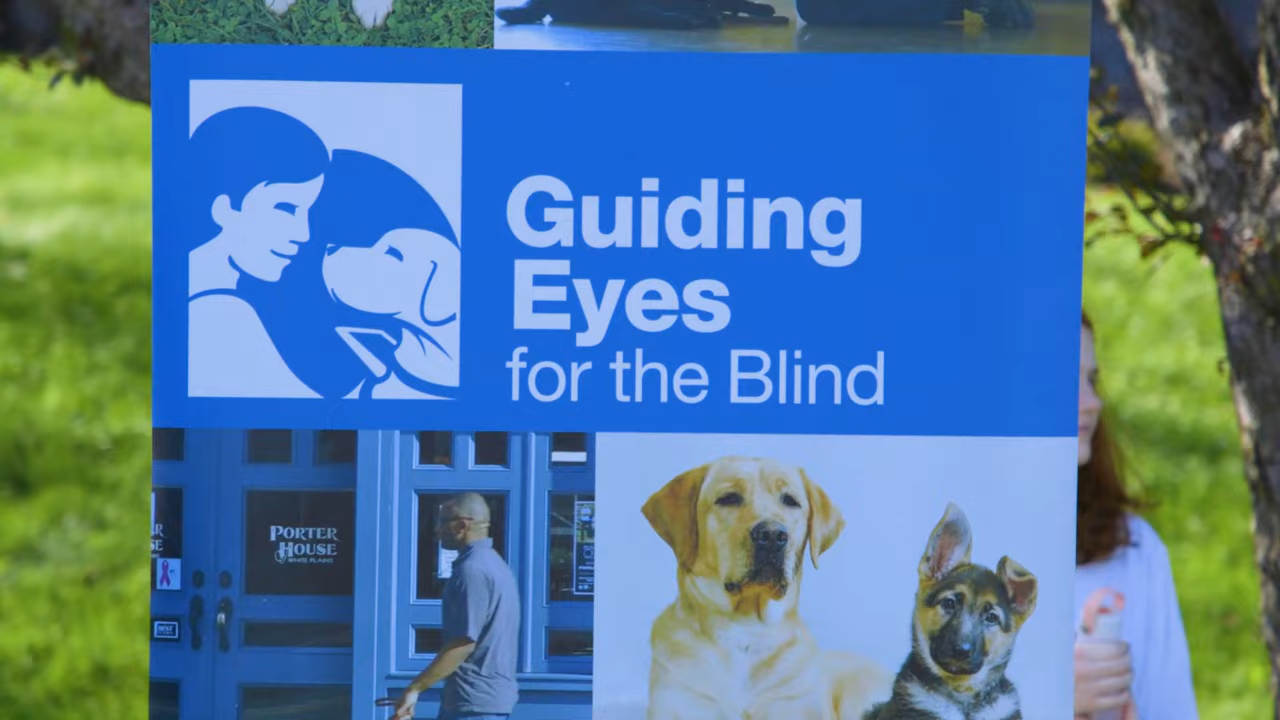 Guiding
Eyes
for the Blind
PORTER
HOUSE
WHITE PLAINS